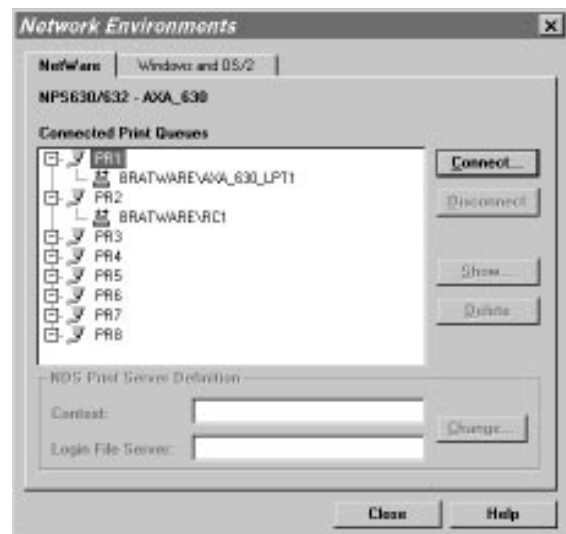 Network Environments
NetWare
Windows and OS/2
NPS630/632 - AXA_630
Connected Print Queues
PR1
BRATWARE\AXA_630_LPT1
PR2
BRATWARE\RC1
PR3
PR4
PR5
PR6
PR7
PR8
Connect...
Disconnect
Show...
Delete
NDS Print Server Definition
Context:
Login File Server:
Change...
Close
Help